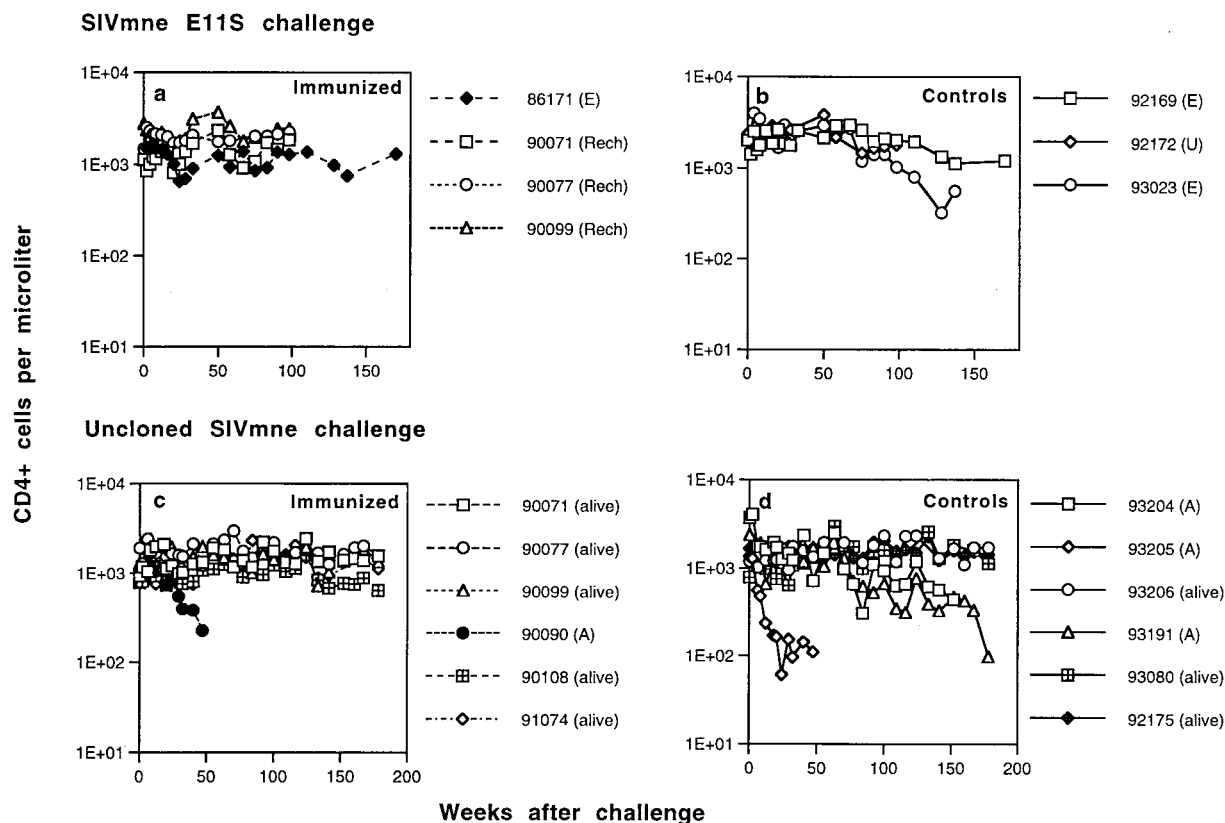 SIVmne E11S challenge
CD4+ cells per microliter
1E+04
1E+03
1E+02
1E+01
a
Immunized
0
50
100
150
86171 (E)
90071 (Rech)
90077 (Rech)
90099 (Rech)
1E+04
1E+03
1E+02
1E+01
b
Controls
0
50
100
150
92169 (E)
92172 (U)
93023 (E)
Uncloned SIVmne challenge
1E+04
1E+03
1E+02
1E+01
c
Immunized
0
50
100
150
200
90071 (alive)
90077 (alive)
90099 (alive)
90090 (A)
90108 (alive)
91074 (alive)
1E+04
1E+03
1E+02
1E+01
d
Controls
0
50
100
150
200
93204 (A)
93205 (A)
93206 (alive)
93191 (A)
93080 (alive)
92175 (alive)
Weeks after challenge